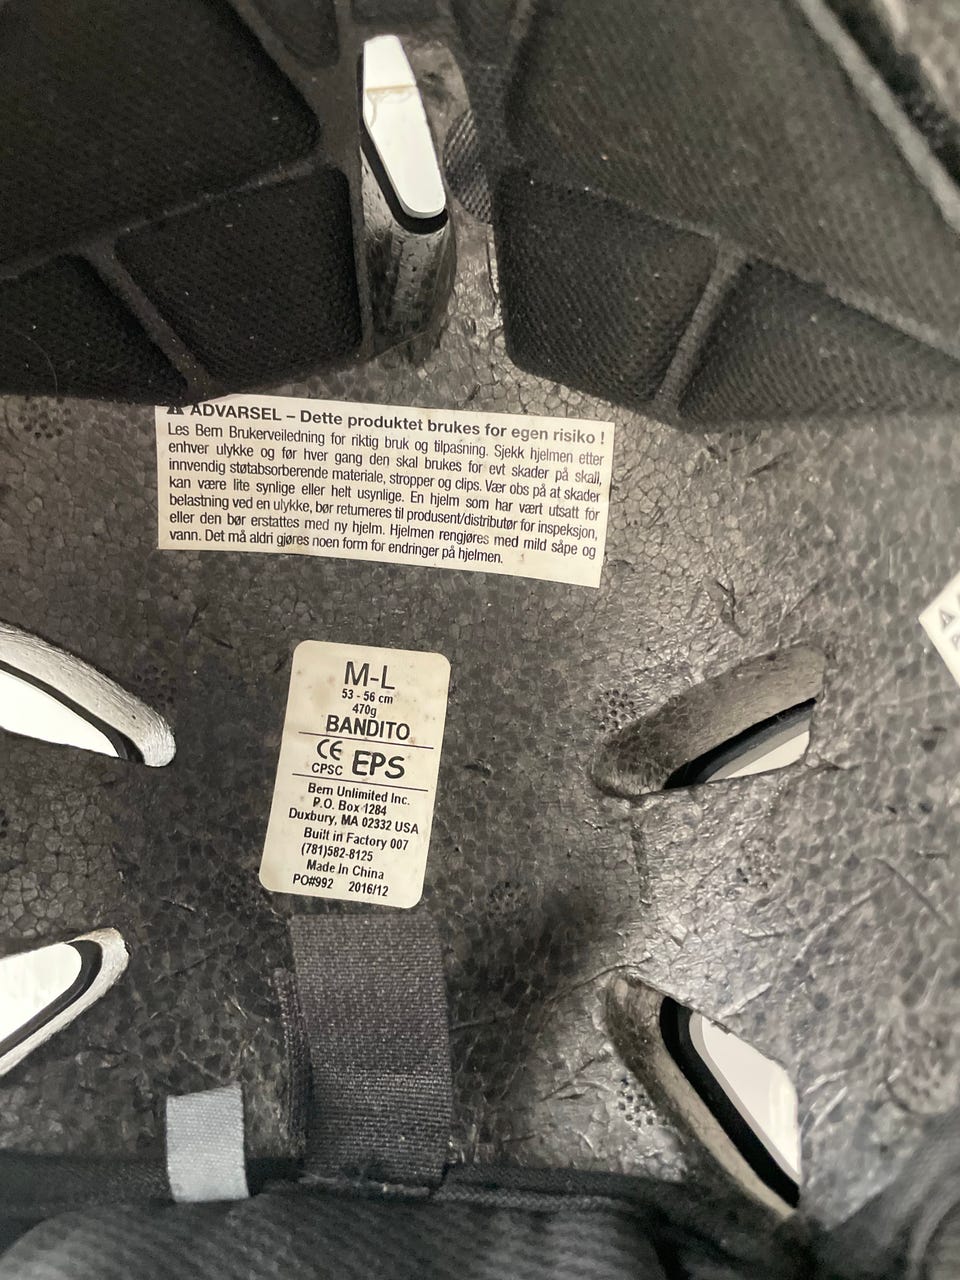 ADVARSEL – Dette produktet brukes for egen risiko !
Les Bern Brukerveiledning for riktig bruk og tilpasning. Sjekk hjelmen etter
enhver ulykke og før hver gang den skal brukes for evt skader på skall,
innvendig støtabsorberende materiale, stropper og clips. Vær obs på at skader
kan være lite synlige eller helt usynlige. En hjelm som har vært utsatt for
belastning ved en ulykke, bør returneres til produsent/distributør for inspeksjon,
eller den bør erstattes med ny hjelm. Hjelmen rengjøres med mild såpe og
vann. Det må aldri gjøres noen form for endringer på hjelmen.
M-L
53 - 56 cm
470g
BANDITO
CE
CPSC EPS
Bern Unlimited Inc.
P.O. Box 1284
Duxbury, MA 02332 USA
Built in Factory 007
(781)582-8125
Made In China
PO#992 2016/12